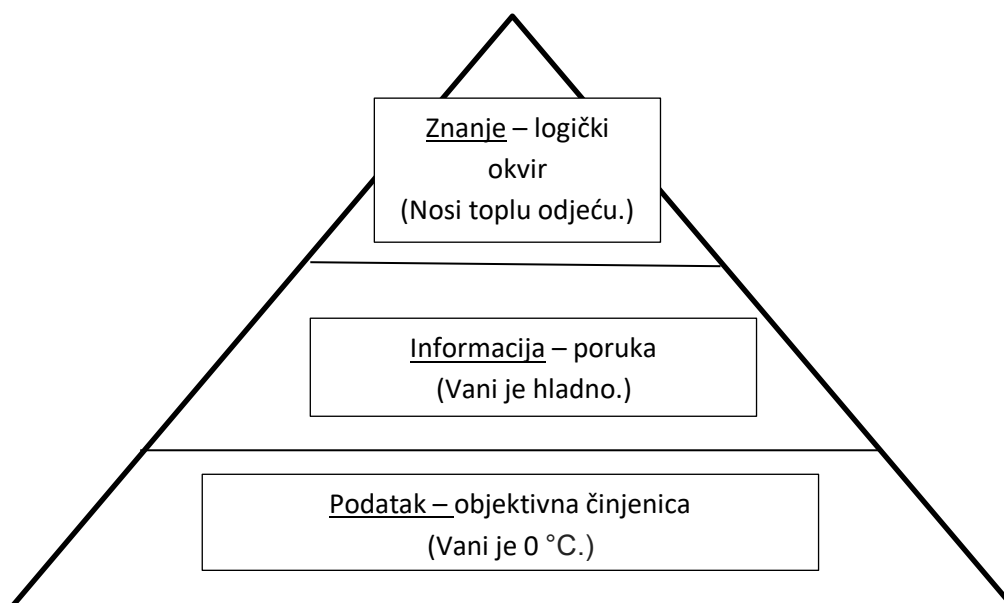 Znanje – logički
okvir
(Nosi toplu odjeću.)
Informacija – poruka
(Vani je hladno.)
Podatak – objektivna činjenica
(Vani je 0 °C.)